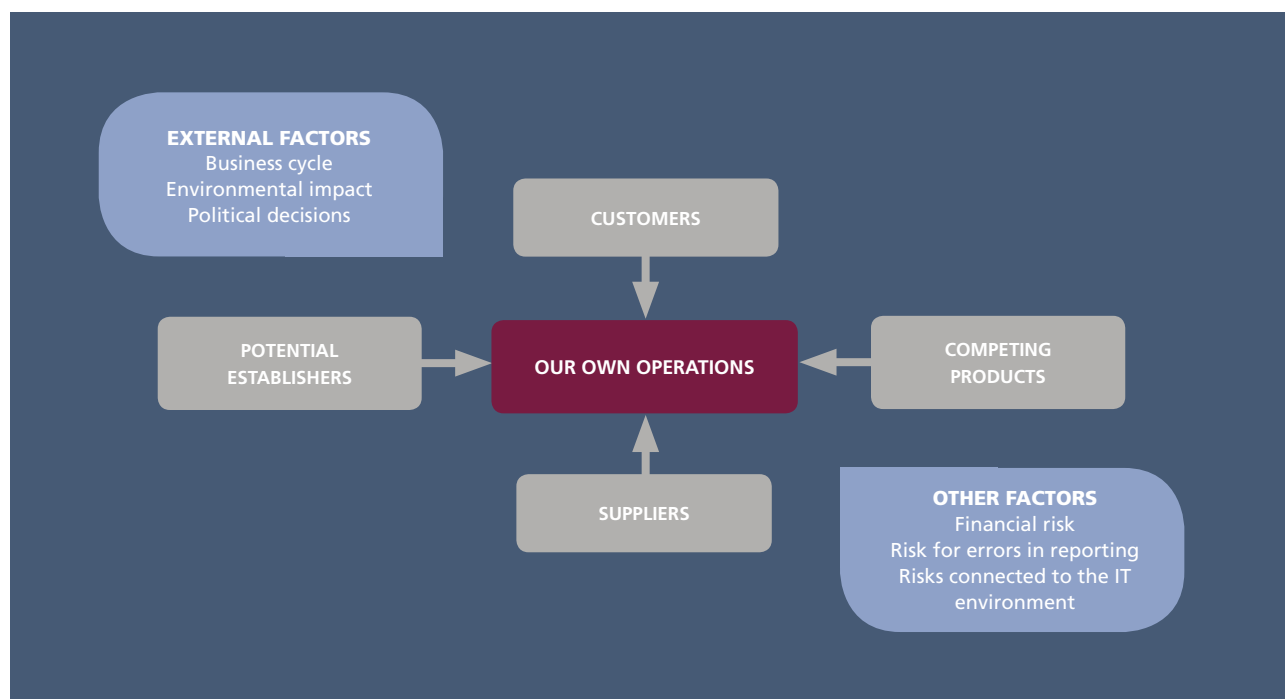 EXTERNAL FACTORS
Business cycle
Environmental impact
Political decisions
CUSTOMERS
POTENTIAL
ESTABLISHERS
OUR OWN OPERATIONS
COMPETING
PRODUCTS
SUPPLIERS
OTHER FACTORS
Financial risk
Risk for errors in reporting
Risks connected to the IT
environment